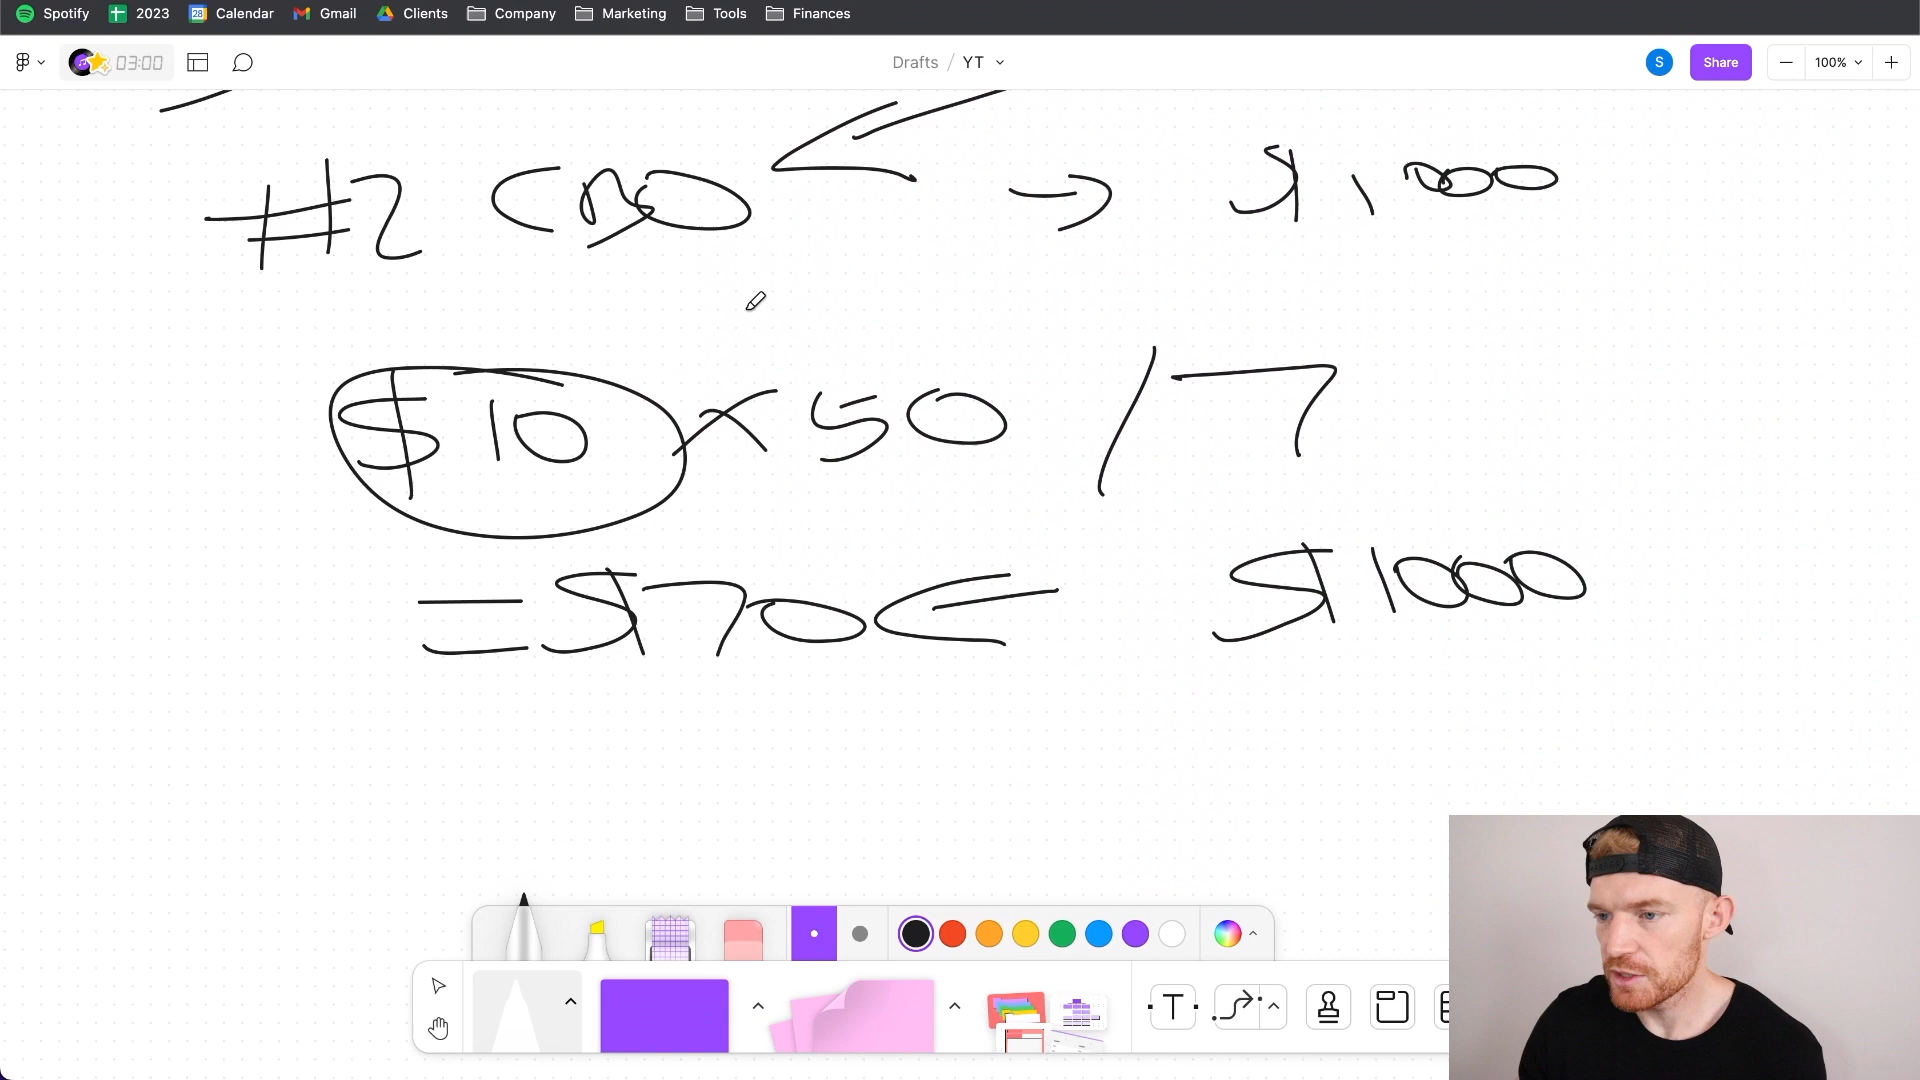 Spotify 2023 Calendar Gmail Clients Company Marketing Tools Finances
03:00 Drafts / YT S Share 100%
#2 CBO → $1,000
$10 x 50 / 7
= $70 ← $1000
T